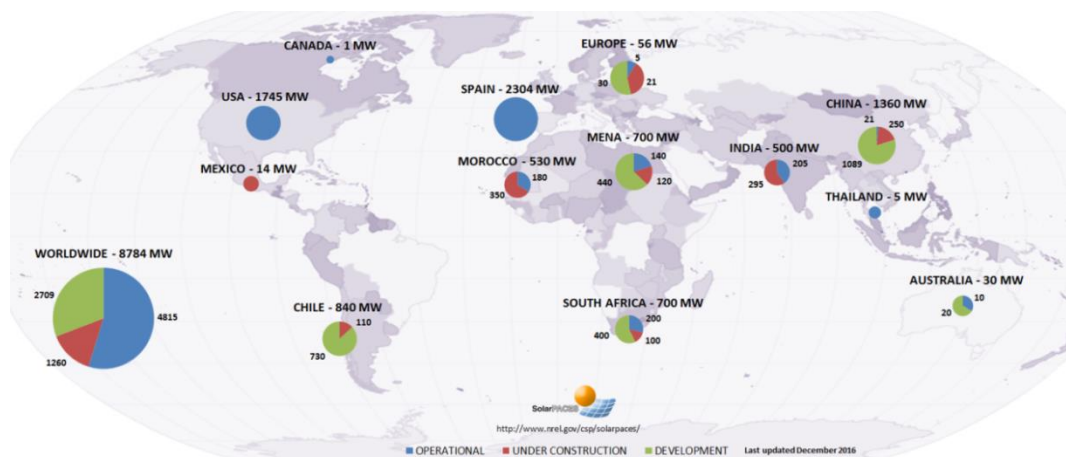 CANADA - 1 MW
EUROPE - 56 MW
5
30
21
USA - 1745 MW
SPAIN - 2304 MW
CHINA - 1360 MW
21
250
1089
MENA - 700 MW
140
440
120
INDIA - 500 MW
205
295
MEXICO - 14 MW
MOROCCO - 530 MW
180
350
THAILAND - 5 MW
WORLDWIDE - 8784 MW
2709
4815
1260
CHILE - 840 MW
110
730
SOUTH AFRICA - 700 MW
200
400
100
AUSTRALIA - 30 MW
10
20
SolarPACES
http://www.nrel.gov/csp/solarpaces/
OPERATIONAL UNDER CONSTRUCTION DEVELOPMENT Last updated December 2016